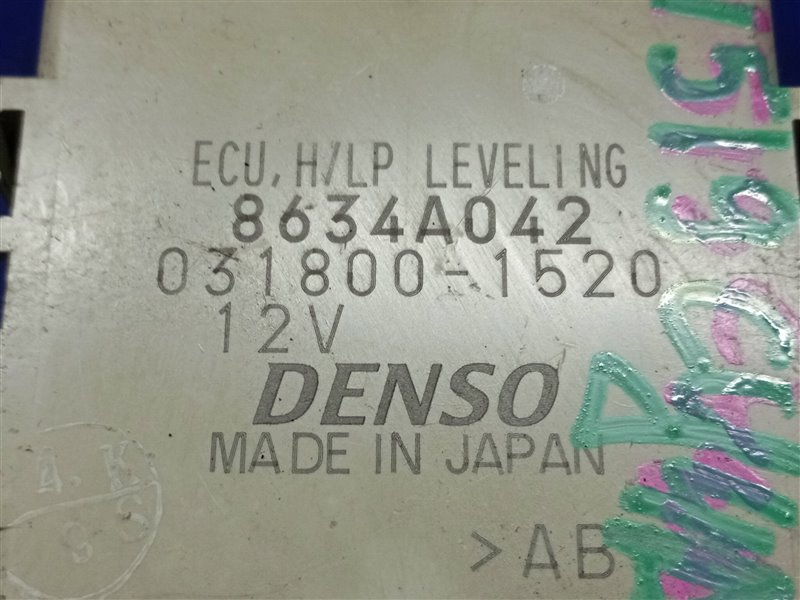 ECU, H/LP LEVELING
8634A042
031800-1520
12V
DENSO
MADE IN JAPAN
>AB